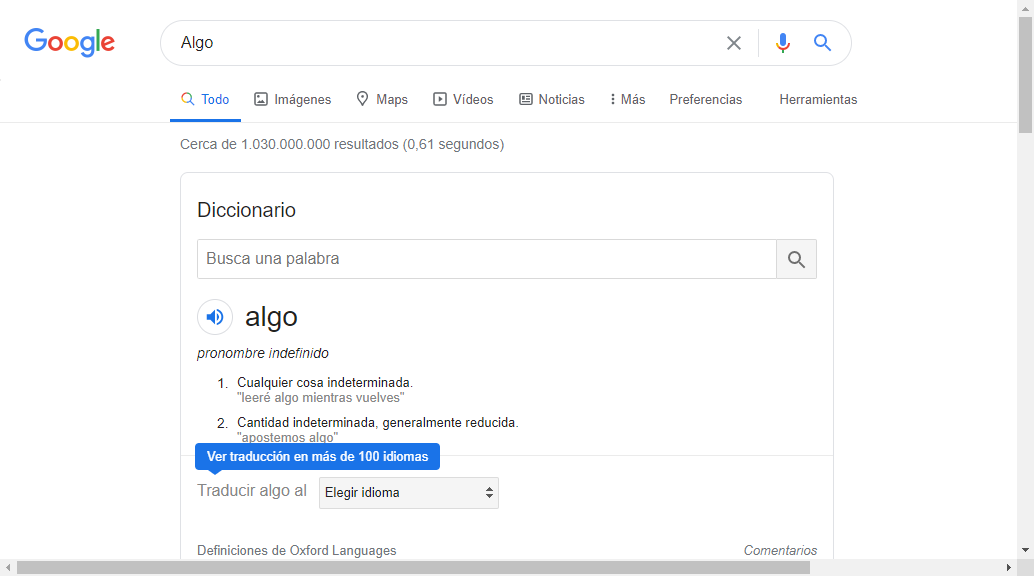 Google
Algo
Todo Imágenes Maps Vídeos Noticias Más Preferencias Herramientas
Cerca de 1.030.000.000 resultados (0,61 segundos)
Diccionario
Busca una palabra
algo
pronombre indefinido
1. Cualquier cosa indeterminada.
"leeré algo mientras vuelves"
2. Cantidad indeterminada, generalmente reducida.
"apostemos algo"
Ver traducción en más de 100 idiomas
Traducir algo al Elegir idioma
Definiciones de Oxford Languages Comentarios